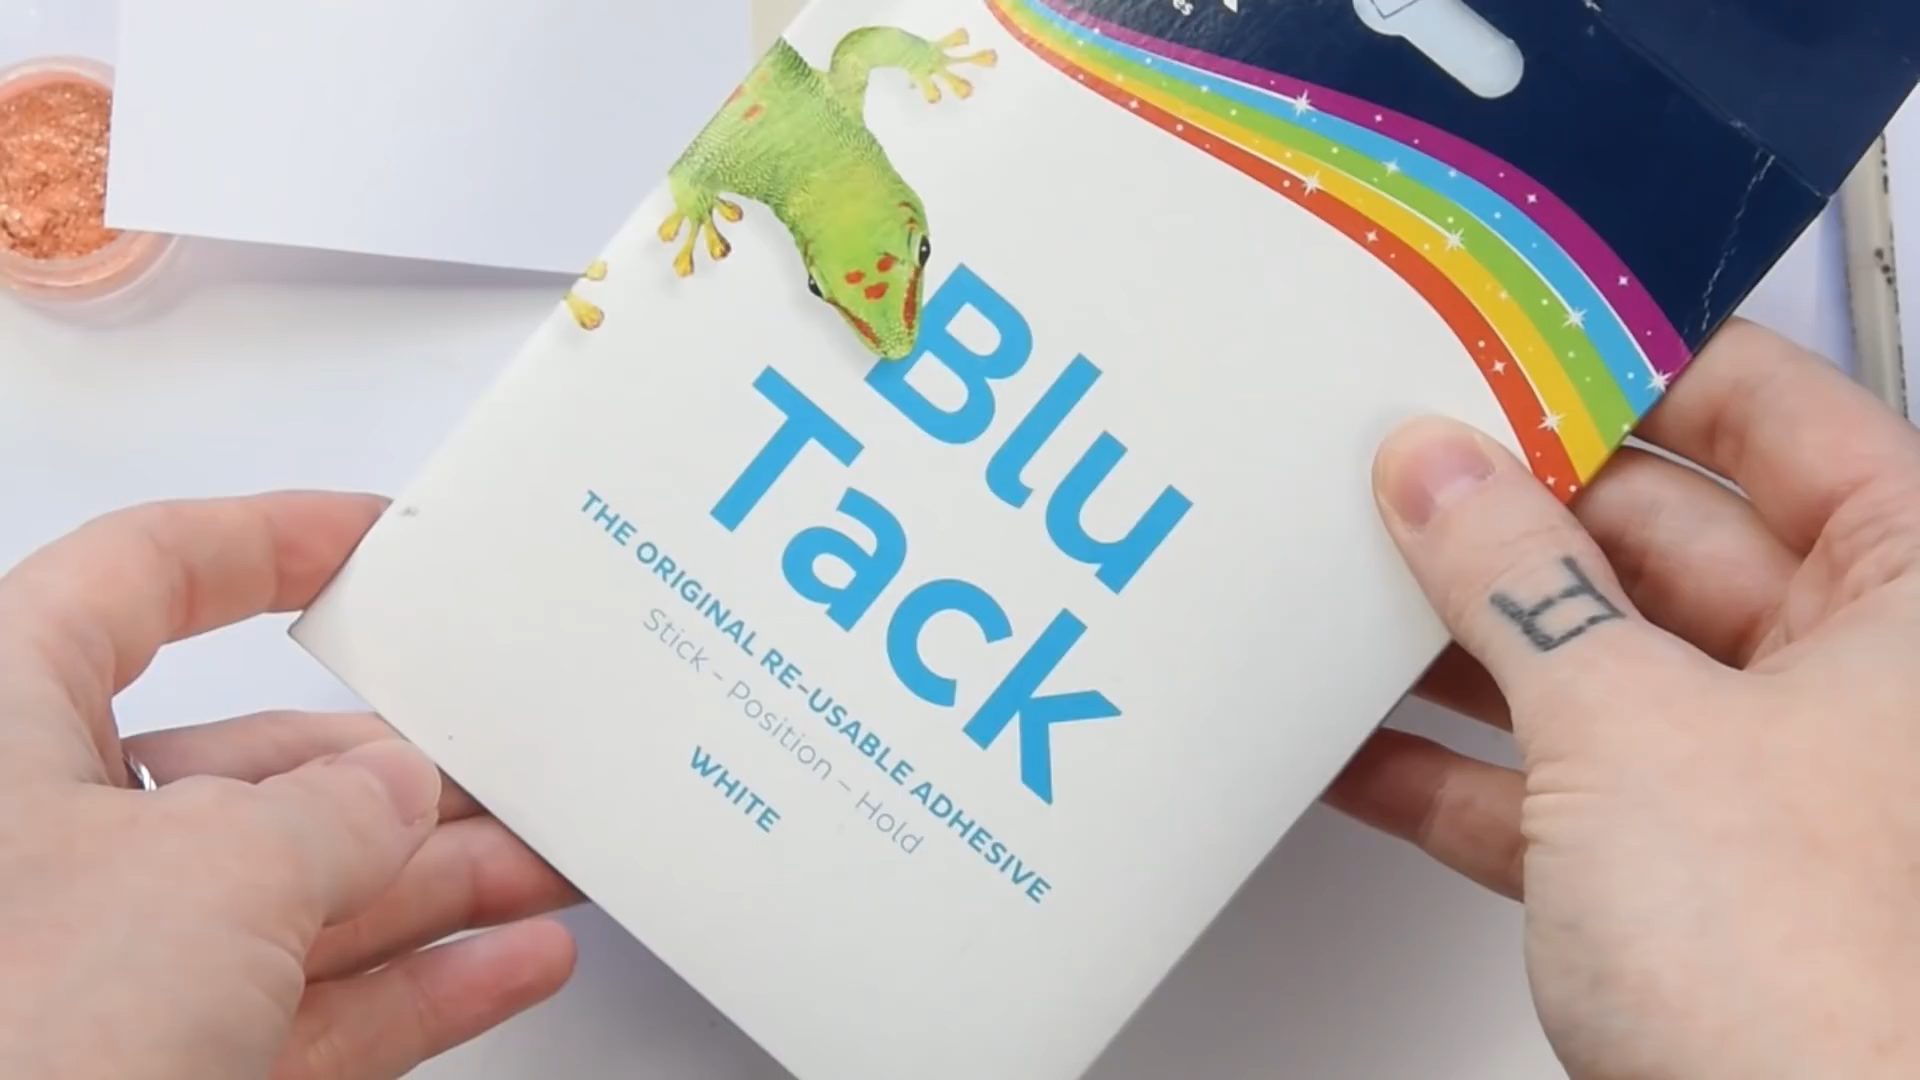 Blu
Tack
THE ORIGINAL RE-USABLE ADHESIVE
Stick - Position - Hold
WHITE